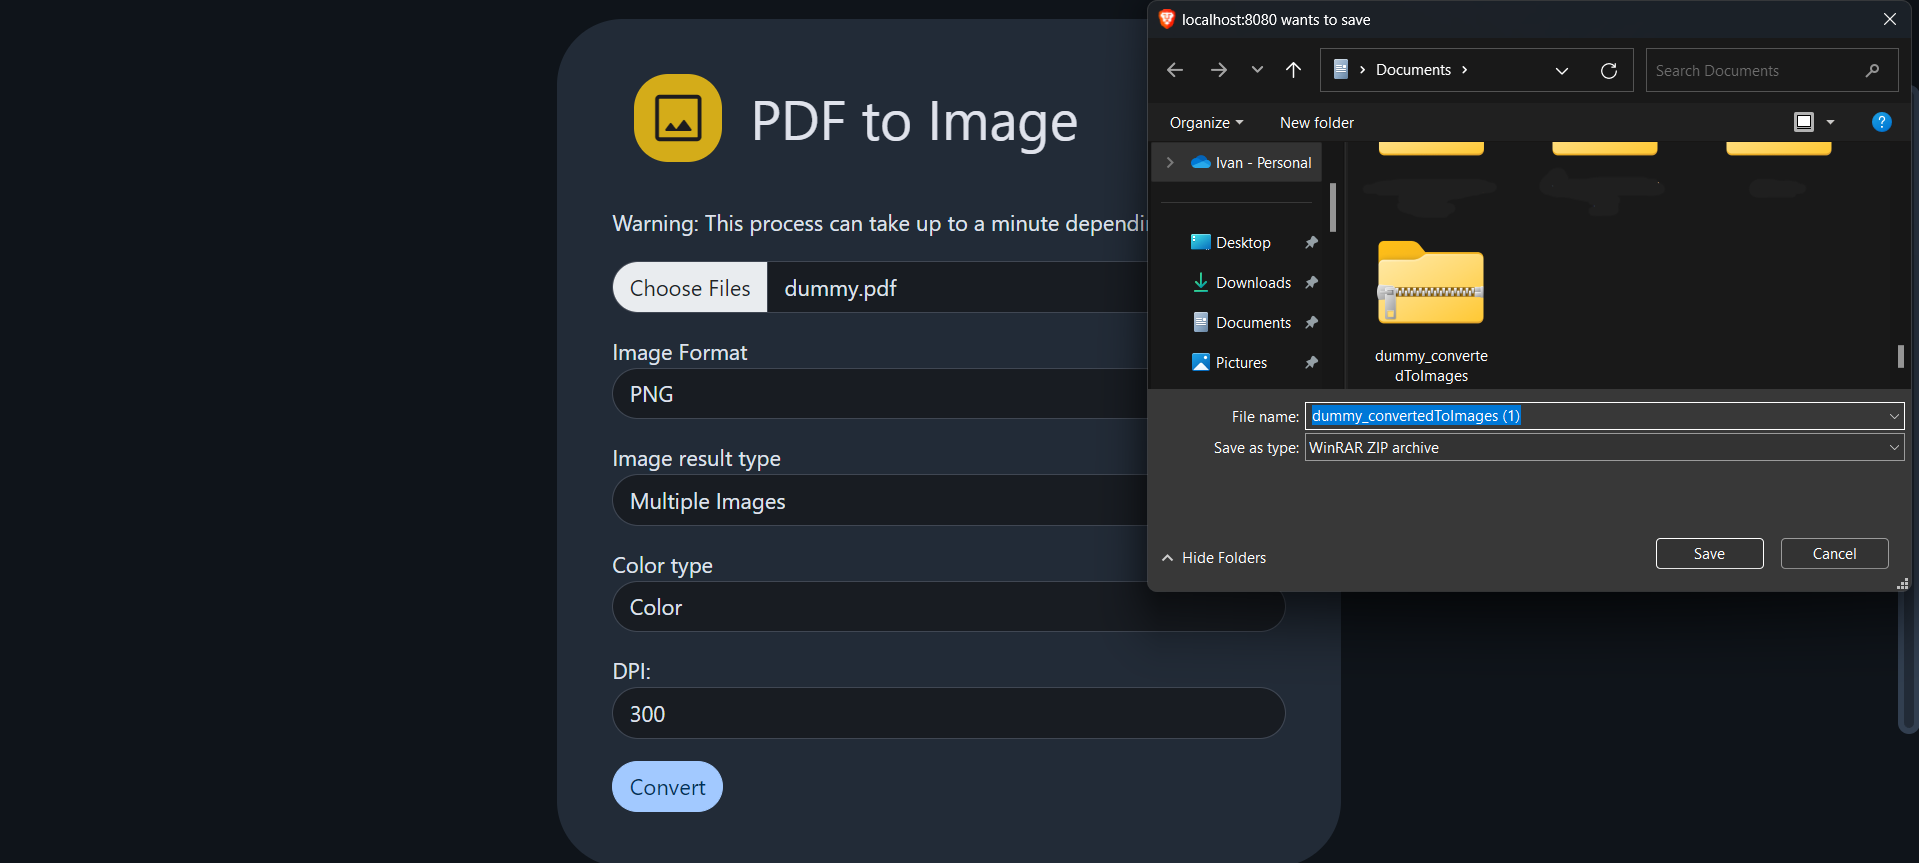 PDF to Image
Warning: This process can take up to a minute dependi
Choose Files
dummy.pdf
Image Format
PNG
Image result type
Multiple Images
Color type
Color
DPI:
300
Convert
localhost:8080 wants to save
Documents
Search Documents
Organize
New folder
?
Ivan - Personal
Desktop
Downloads
Documents
Pictures
dummy_converte
dToImages
File name:
dummy_convertedToImages (1)
Save as type:
WinRAR ZIP archive
Hide Folders
Save
Cancel